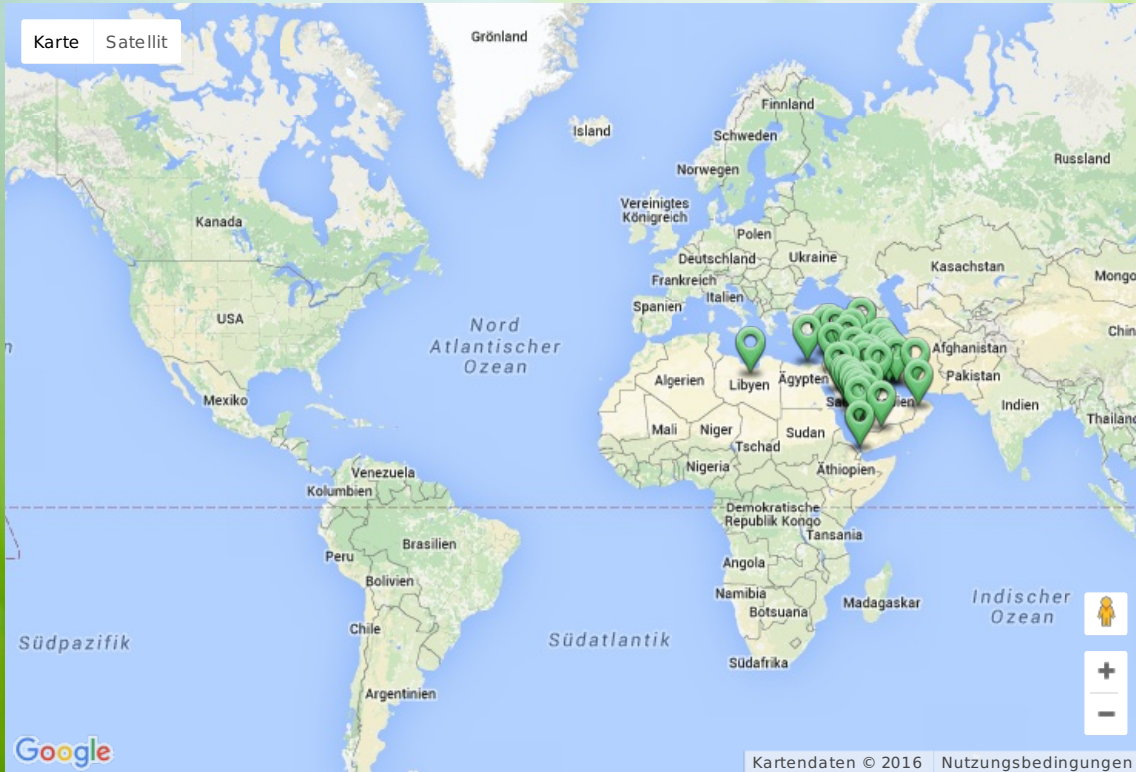 Karte
Satellit
Grönland
Finnland
Island
Schweden
Russland
Norwegen
Vereinigtes
Königreich
Kanada
Polen
Deutschland
Ukraine
Kasachstan
Frankreich
Italien
Spanien
USA
Nord
Atlantischer
Ozean
Afghanistan
Algerien
Libyen
Ägypten
Pakistan
Mexiko
Indien
Mali
Niger
Sudan
Tschad
Nigeria
Äthiopien
Venezuela
Kolumbien
Demokratische
Republik Kongo
Tansania
Brasilien
Peru
Angola
Bolivien
Namibia
Botsuana
Madagaskar
Indischer
Ozean
Chile
Südpazifik
Südatlantik
Südafrika
Argentinien
Google
Kartendaten © 2016
Nutzungsbedingungen